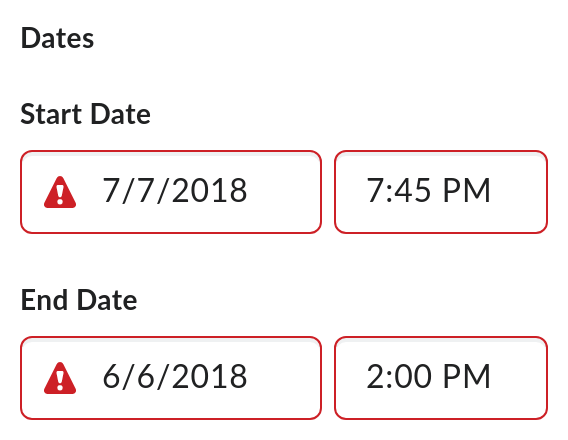 Dates
Start Date
7/7/2018 7:45 PM
End Date
6/6/2018 2:00 PM